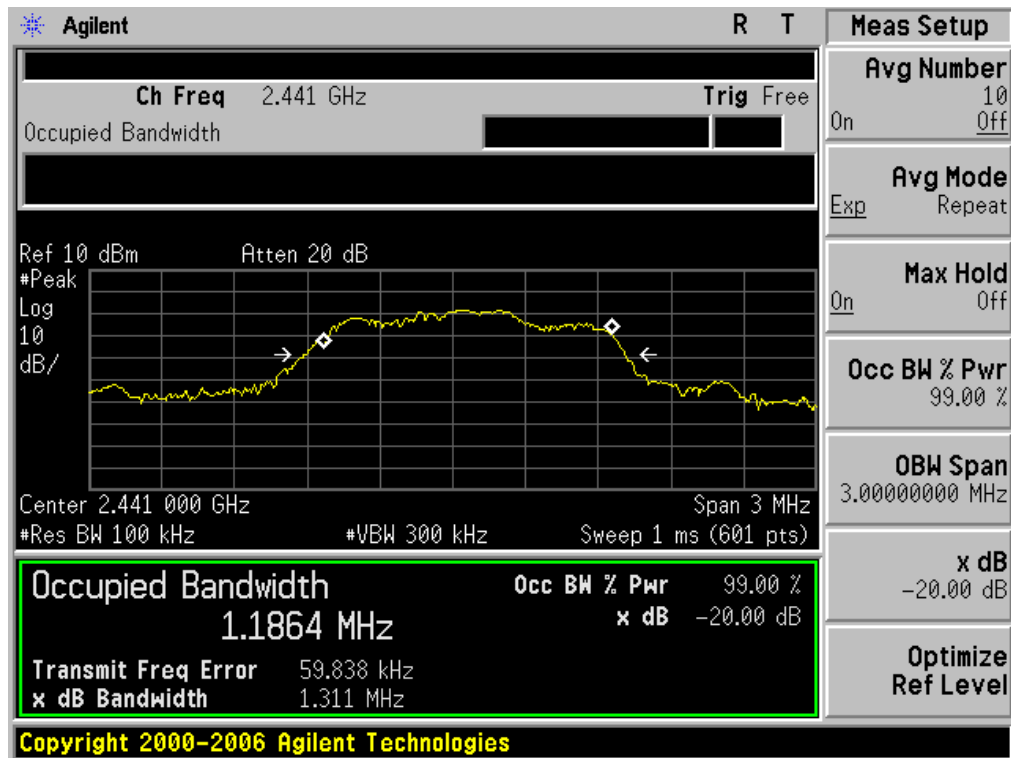 Agilent R T
Ch Freq 2.441 GHz Trig Free
Occupied Bandwidth
Ref 10 dBm Atten 20 dB
#Peak
Log
10
dB/
Center 2.441 000 GHz Span 3 MHz
#Res BW 100 kHz #VBW 300 kHz Sweep 1 ms (601 pts)
Occupied Bandwidth Occ BW % Pwr 99.00 %
1.1864 MHz x dB -20.00 dB
Transmit Freq Error 59.838 kHz
x dB Bandwidth 1.311 MHz
Copyright 2000-2006 Agilent Technologies
Meas Setup
Avg Number
10
On Off
Avg Mode
Exp Repeat
Max Hold
On Off
Occ BW % Pwr
99.00 %
OBW Span
3.00000000 MHz
x dB
-20.00 dB
Optimize
Ref Level